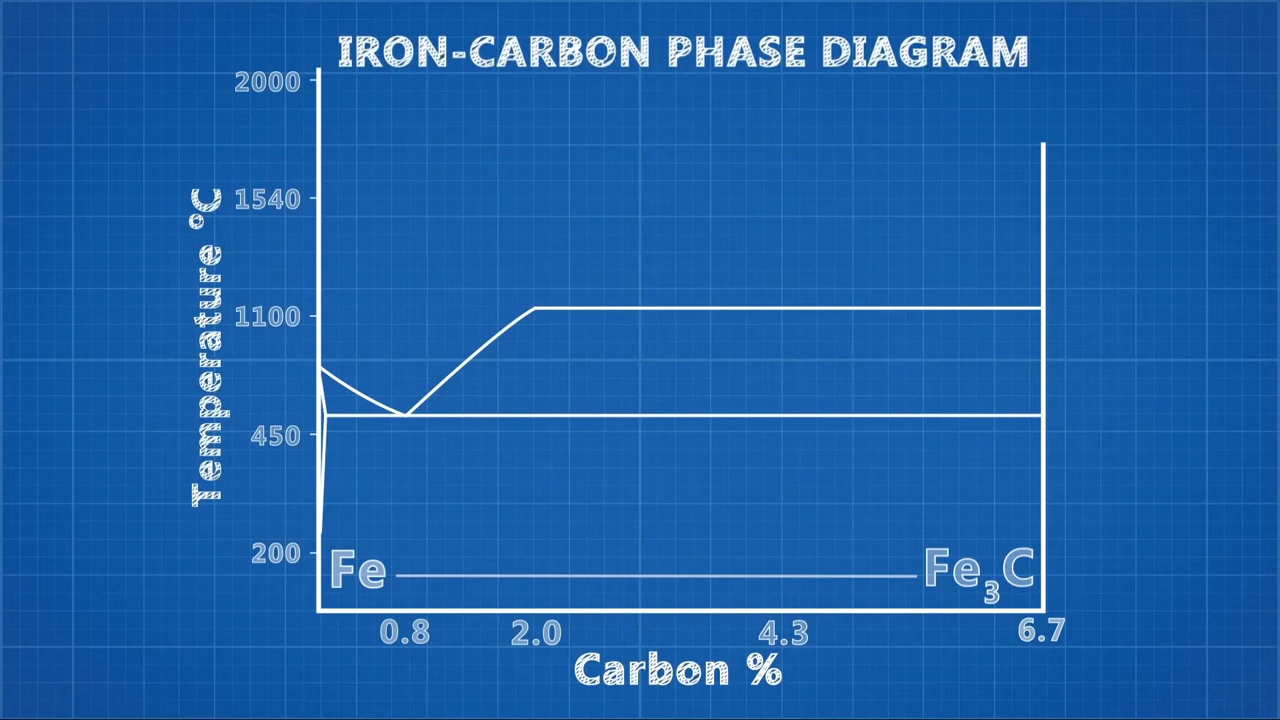 IRON-CARBON PHASE DIAGRAM
2000
1540
1100
450
200
Temperature °C
Fe
Fe₃C
0.8
2.0
4.3
6.7
Carbon %